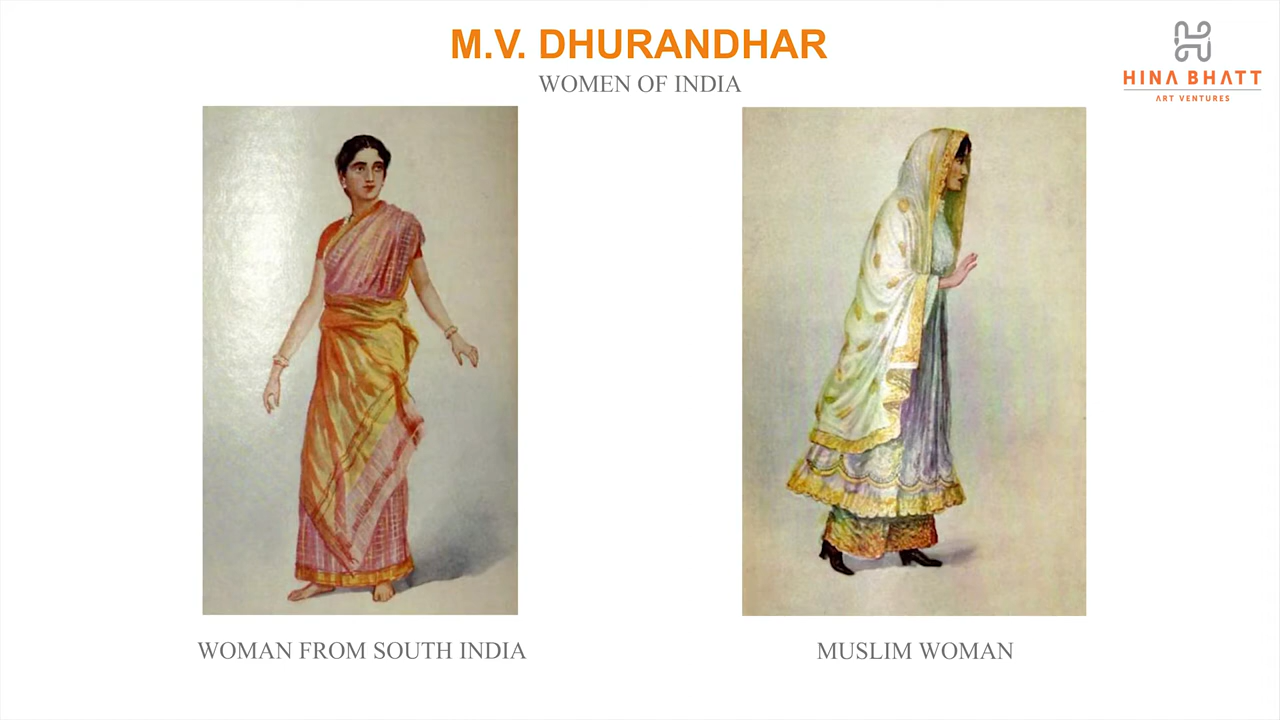 M.V. DHURANDHAR
WOMEN OF INDIA
HINA BHATT
ART VENTURES
WOMAN FROM SOUTH INDIA
MUSLIM WOMAN